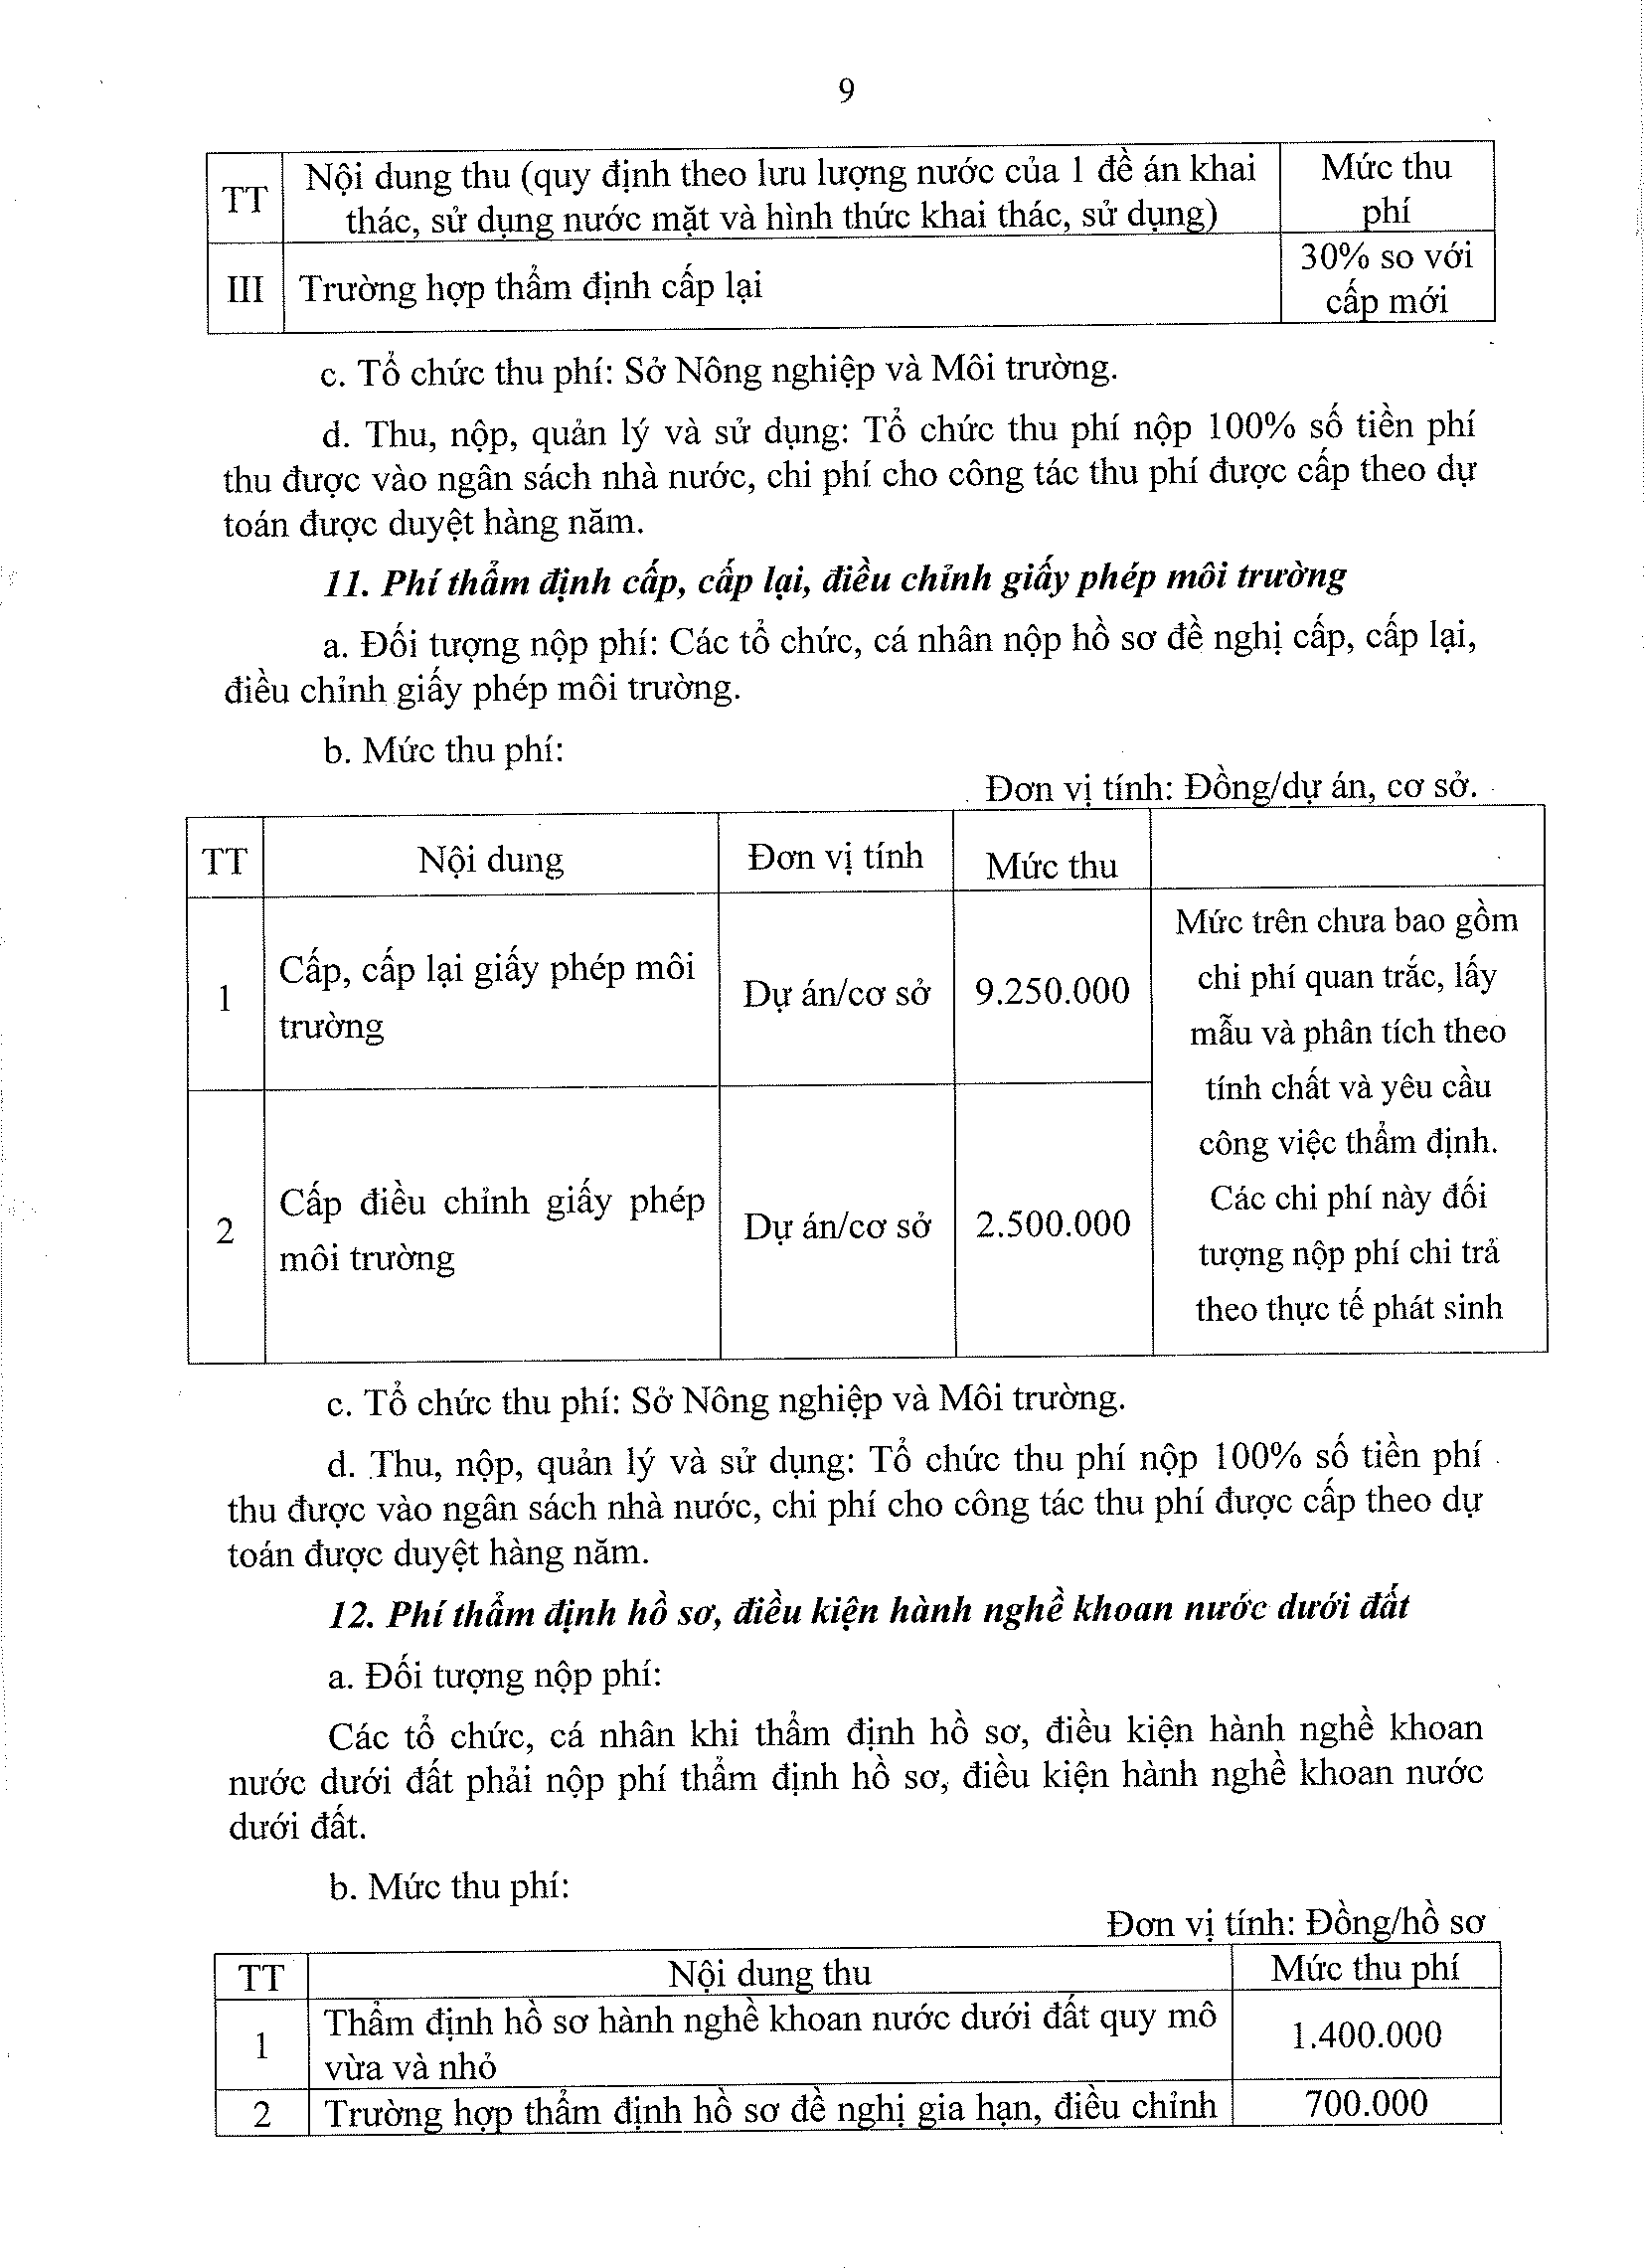 9
TT
Nội dung thu (quy định theo lưu lượng nước của 1 đề án khai
thác, sử dụng nước mặt và hình thức khai thác, sử dụng)
Mức thu
phí
III
Trường hợp thẩm định cấp lại
30% so với
cấp mới
c. Tổ chức thu phí: Sở Nông nghiệp và Môi trường.
d. Thu, nộp, quản lý và sử dụng: Tổ chức thu phí nộp 100% số tiền phí
thu được vào ngân sách nhà nước, chi phí cho công tác thu phí được cấp theo dự
toán được duyệt hàng năm.
11. Phí thẩm định cấp, cấp lại, điều chỉnh giấy phép môi trường
a. Đối tượng nộp phí: Các tổ chức, cá nhân nộp hồ sơ đề nghị cấp, cấp lại,
điều chỉnh giấy phép môi trường.
b. Mức thu phí:
Đơn vị tính: Đồng/dự án, cơ sở.
TT
Nội dung
Đơn vị tính
Mức thu
1
Cấp, cấp lại giấy phép môi
trường
Dự án/cơ sở
9.250.000
2
Cấp điều chỉnh giấy phép
môi trường
Dự án/cơ sở
2.500.000
Mức trên chưa bao gồm
chi phí quan trắc, lấy
mẫu và phân tích theo
tính chất và yêu cầu
công việc thẩm định.
Các chi phí này đối
tượng nộp phí chi trả
theo thực tế phát sinh
c. Tổ chức thu phí: Sở Nông nghiệp và Môi trường.
d. Thu, nộp, quản lý và sử dụng: Tổ chức thu phí nộp 100% số tiền phí
thu được vào ngân sách nhà nước, chi phí cho công tác thu phí được cấp theo dự
toán được duyệt hàng năm.
12. Phí thẩm định hồ sơ, điều kiện hành nghề khoan nước dưới đất
a. Đối tượng nộp phí:
Các tổ chức, cá nhân khi thẩm định hồ sơ, điều kiện hành nghề khoan
nước dưới đất phải nộp phí thẩm định hồ sơ, điều kiện hành nghề khoan nước
dưới đất.
b. Mức thu phí:
Đơn vị tính: Đồng/hồ sơ
TT
Nội dung thu
Mức thu phí
1
Thẩm định hồ sơ hành nghề khoan nước dưới đất quy mô
vừa và nhỏ
1.400.000
2
Trường hợp thẩm định hồ sơ đề nghị gia hạn, điều chỉnh
700.000